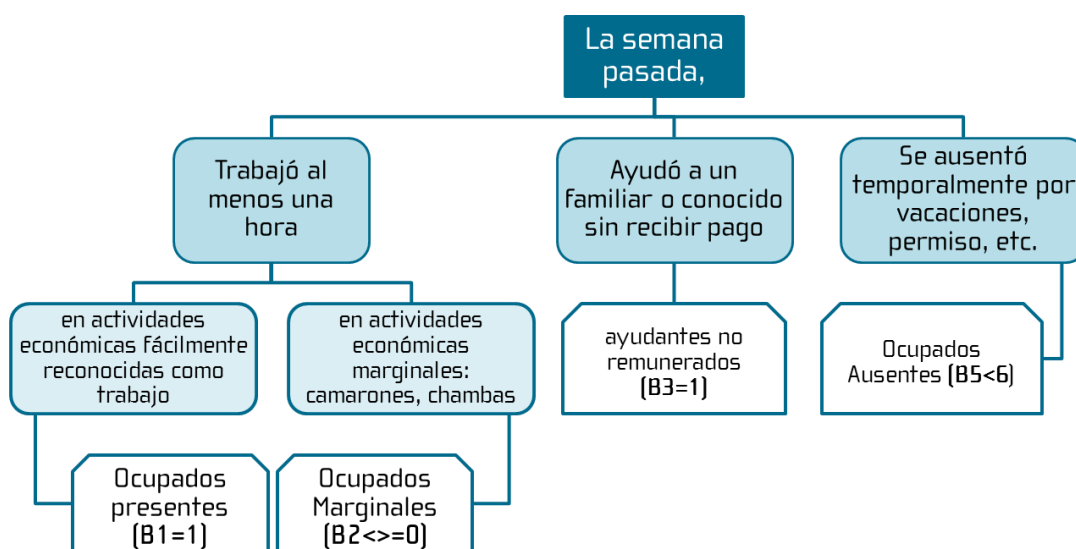 La semana
pasada,
Trabajó al
menos una
hora
Ayudó a un
familiar o conocido
sin recibir pago
Se ausentó
temporalmente por
vacaciones,
permiso, etc.
en actividades
económicas fácilmente
reconocidas como
trabajo
en actividades
económicas
marginales:
camarones, chambas
ayudantes no
remunerados
(B3=1)
Ocupados
Ausentes (B5<6)
Ocupados
presentes
(B1=1)
Ocupados
Marginales
(B2<>=0)